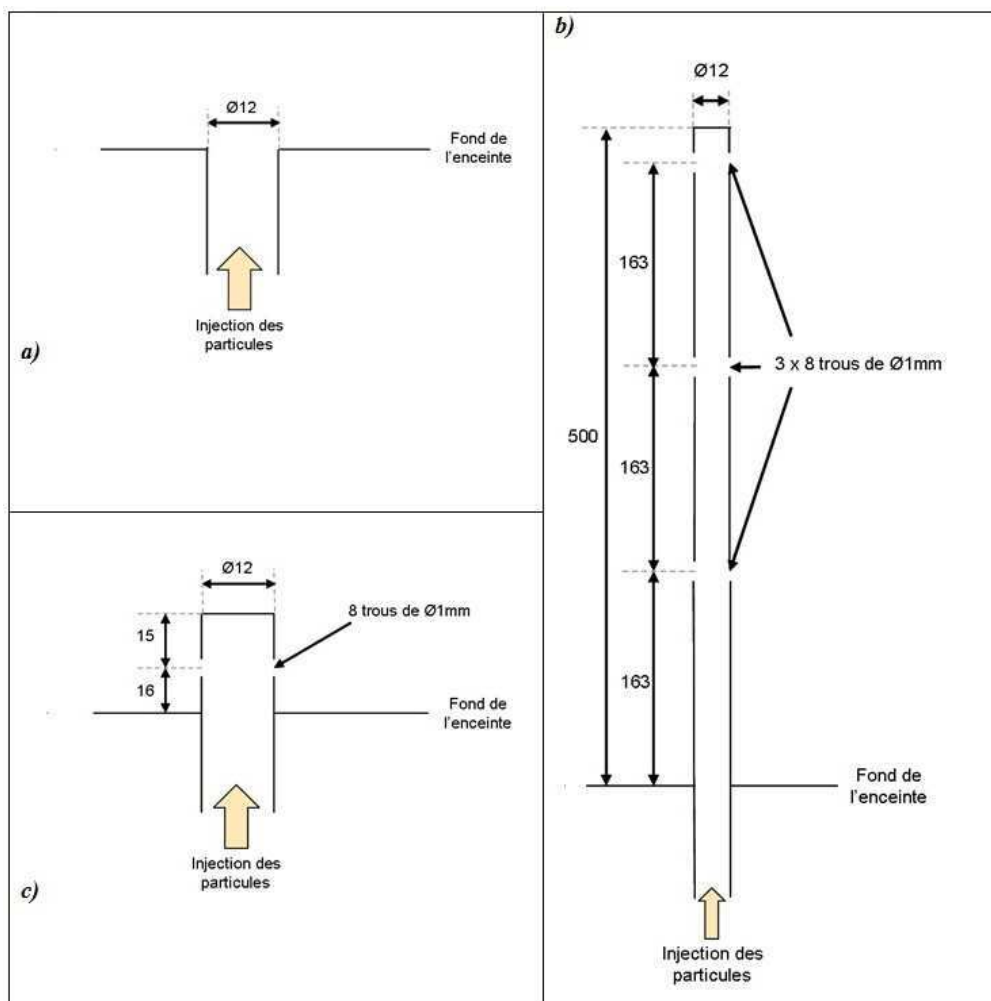 a)
Ø12
Fond de
l'enceinte
Injection des
particules
b)
Ø12
163
163
163
500
3 x 8 trous de Ø1mm
Fond de
l'enceinte
Injection des
particules
c)
Ø12
15
16
8 trous de Ø1mm
Fond de
l'enceinte
Injection des
particules